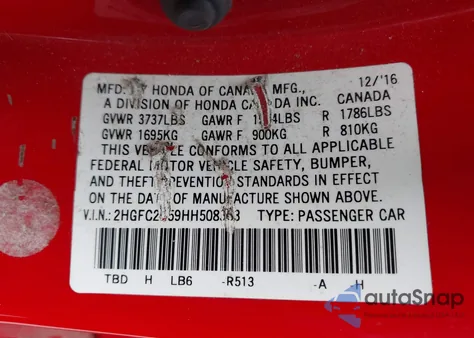 MFD. BY HONDA OF CANADA MFG., 12/'16
A DIVISION OF HONDA CANADA INC. CANADA
GVWR 3737LBS GAWR F R 1786LBS
GVWR 1695KG GAWR F 900KG R 810KG
THIS VEHICLE CONFORMS TO ALL APPLICABLE
FEDERAL MOTOR VEHICLE SAFETY, BUMPER,
AND THEFT PREVENTION STANDARDS IN EFFECT
ON THE DATE OF MANUFACTURE SHOWN ABOVE.
V.I.N.: TYPE: PASSENGER CAR
TBD H LB6 -R513 -A H
autoSnap